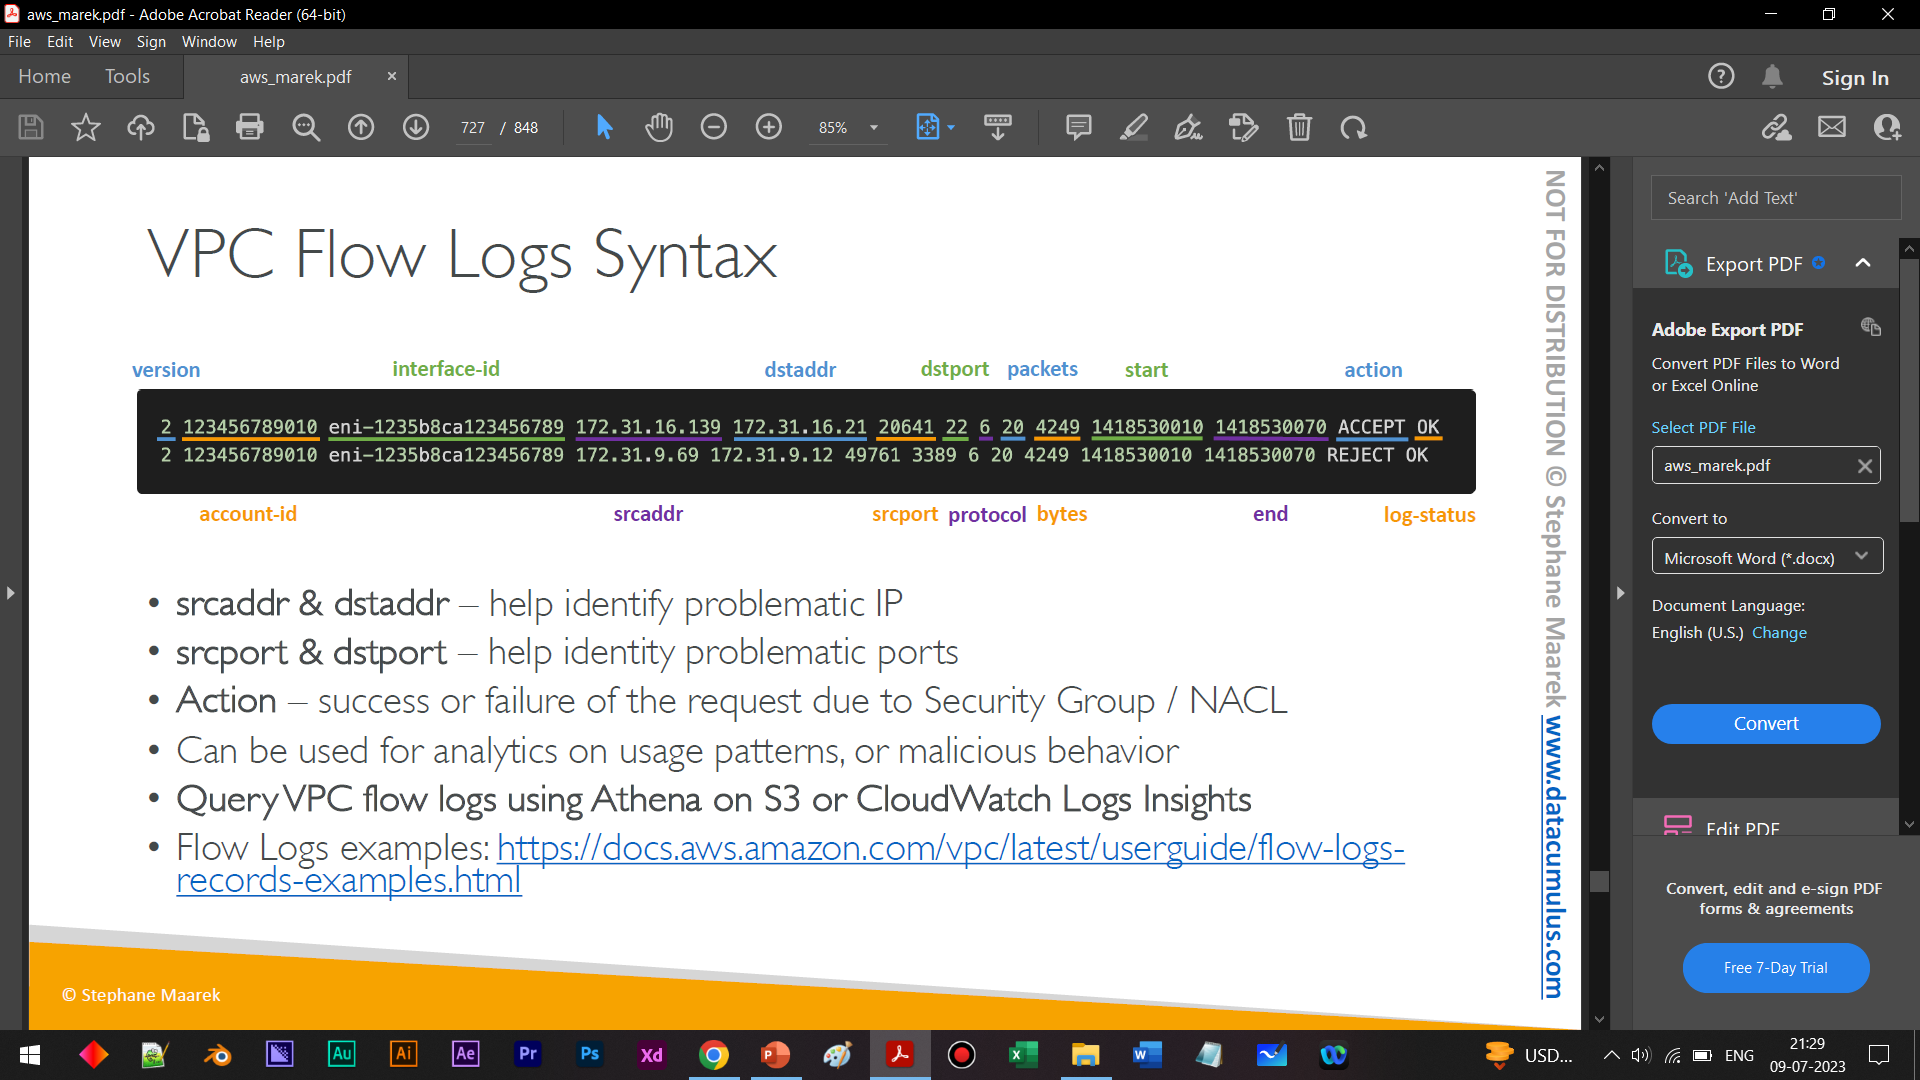 aws_marek.pdf - Adobe Acrobat Reader (64-bit)
File Edit View Sign Window Help
Home Tools aws_marek.pdf × Sign In
727 / 848 85%
VPC Flow Logs Syntax
version interface-id dstaddr dstport packets start action
2 123456789010 eni-1235b8ca123456789 172.31.16.139 172.31.16.21 20641 22 6 20 4249 1418530010 1418530070 ACCEPT OK
2 123456789010 eni-1235b8ca123456789 172.31.9.69 172.31.9.12 49761 3389 6 20 4249 1418530010 1418530070 REJECT OK
account-id srcaddr srcport protocol bytes end log-status
• srcaddr & dstaddr – help identify problematic IP
• srcport & dstport – help identity problematic ports
• Action – success or failure of the request due to Security Group / NACL
• Can be used for analytics on usage patterns, or malicious behavior
• Query VPC flow logs using Athena on S3 or CloudWatch Logs Insights
• Flow Logs examples: https://docs.aws.amazon.com/vpc/latest/userguide/flow-logs-
records-examples.html
© Stephane Maarek
NOT FOR DISTRIBUTION © Stephane Maarek www.datacumulus.com
Search 'Add Text'
Export PDF
Adobe Export PDF
Convert PDF Files to Word
or Excel Online
Select PDF File
aws_marek.pdf
Convert to
Microsoft Word (*.docx)
Document Language:
English (U.S.) Change
Convert
Edit PDF
Convert, edit and e-sign PDF
forms & agreements
Free 7-Day Trial
Au Ai Ae Pr Ps Xd
USD... ENG
21:29
09-07-2023